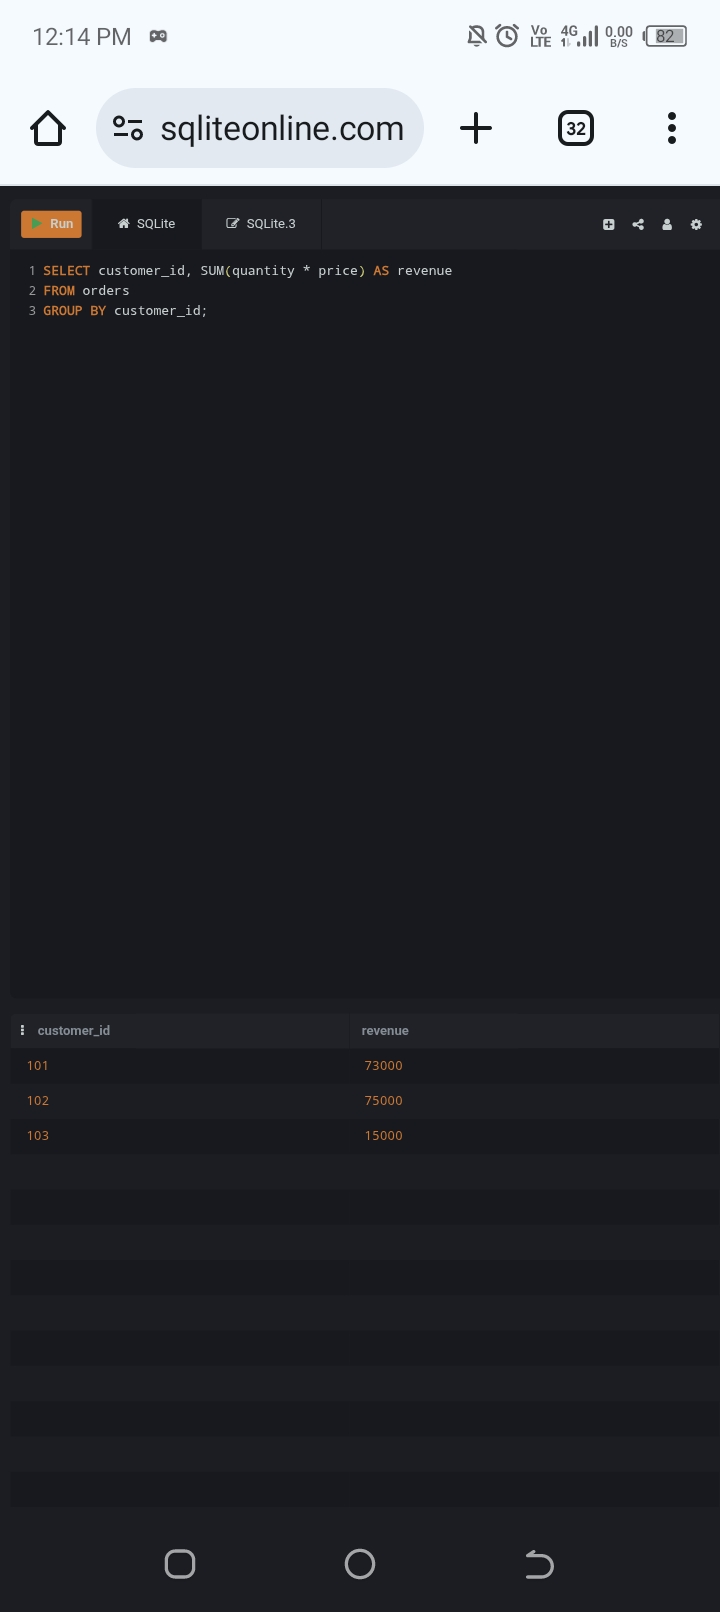 12:14 PM Vo LTE 4G 0.00 B/S 82
sqliteonline.com 32
Run SQLite SQLite.3
1 SELECT customer_id, SUM(quantity * price) AS revenue
2 FROM orders
3 GROUP BY customer_id;
customer_id revenue
101 73000
102 75000
103 15000